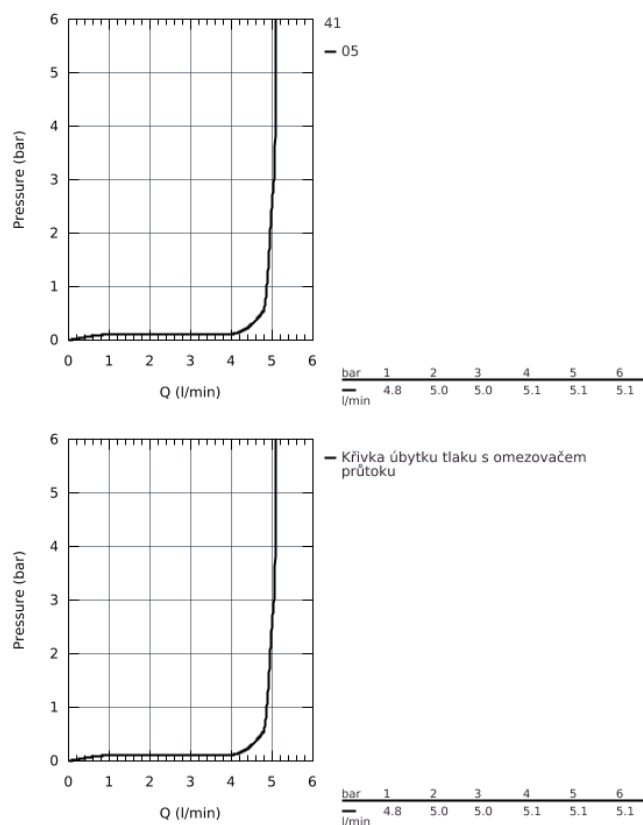 6
5
4
3
2
1
0
Pressure (bar)
0 1 2 3 4 5 6
Q (l/min)
41
05
bar 1 2 3 4 5 6
4.8 5.0 5.0 5.1 5.1 5.1
l/min
6
5
4
3
2
1
0
Pressure (bar)
0 1 2 3 4 5 6
Q (l/min)
Křivka úbytku tlaku s omezovačem
průtoku
bar 1 2 3 4 5 6
4.8 5.0 5.0 5.1 5.1 5.1
l/min